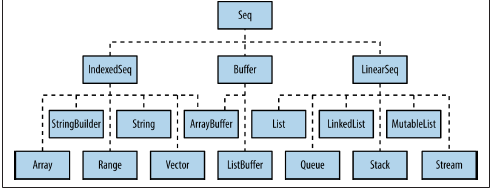 Seq
IndexedSeq Buffer LinearSeq
StringBuilder String ArrayBuffer List LinkedList MutableList
Array Range Vector ListBuffer Queue Stack Stream